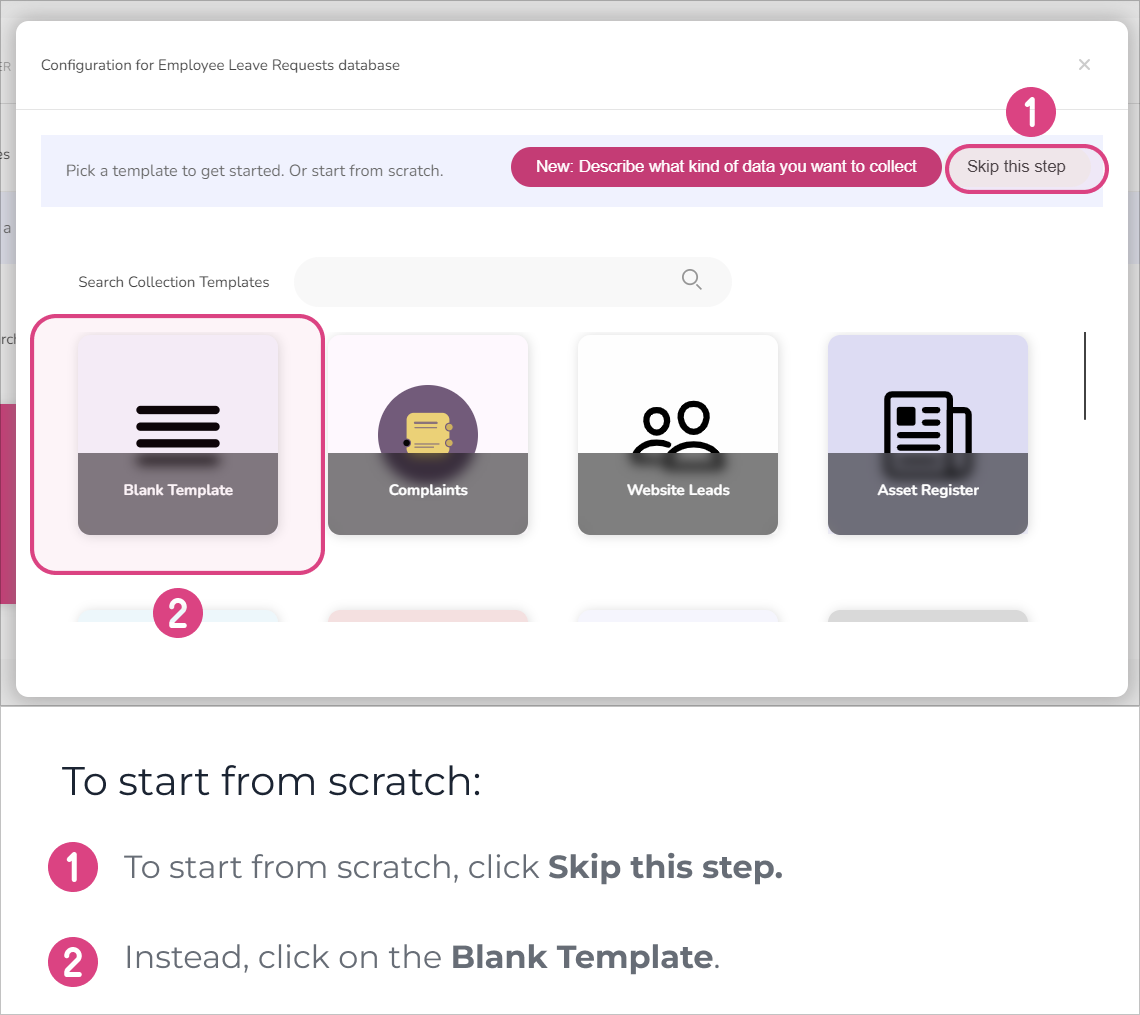 ER
Configuration for Employee Leave Requests database
×
1
es
Pick a template to get started. Or start from scratch.
New: Describe what kind of data you want to collect
Skip this step
a
Search Collection Templates
rch
Blank Template
Complaints
Website Leads
Asset Register
2
To start from scratch:
1 To start from scratch, click Skip this step.
2 Instead, click on the Blank Template.